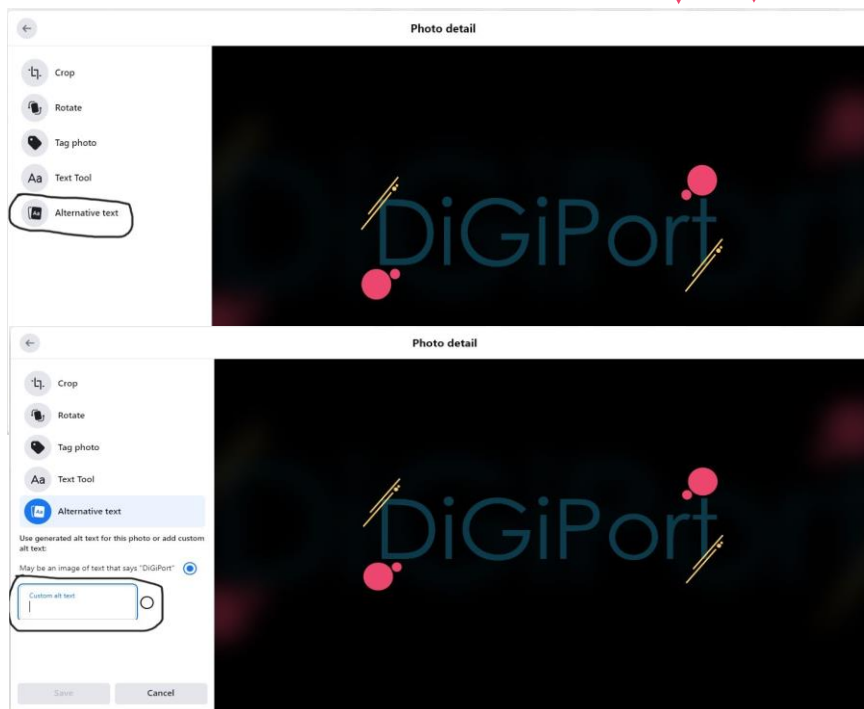 Photo detail
Crop
Rotate
Tag photo
Aa Text Tool
Aa Alternative text
DiGiPort
Photo detail
Crop
Rotate
Tag photo
Aa Text Tool
Aa Alternative text
Use generated alt text for this photo or add custom
alt text:
May be an image of text that says "DiGiPort"
Custom alt text
Save Cancel
DiGiPort